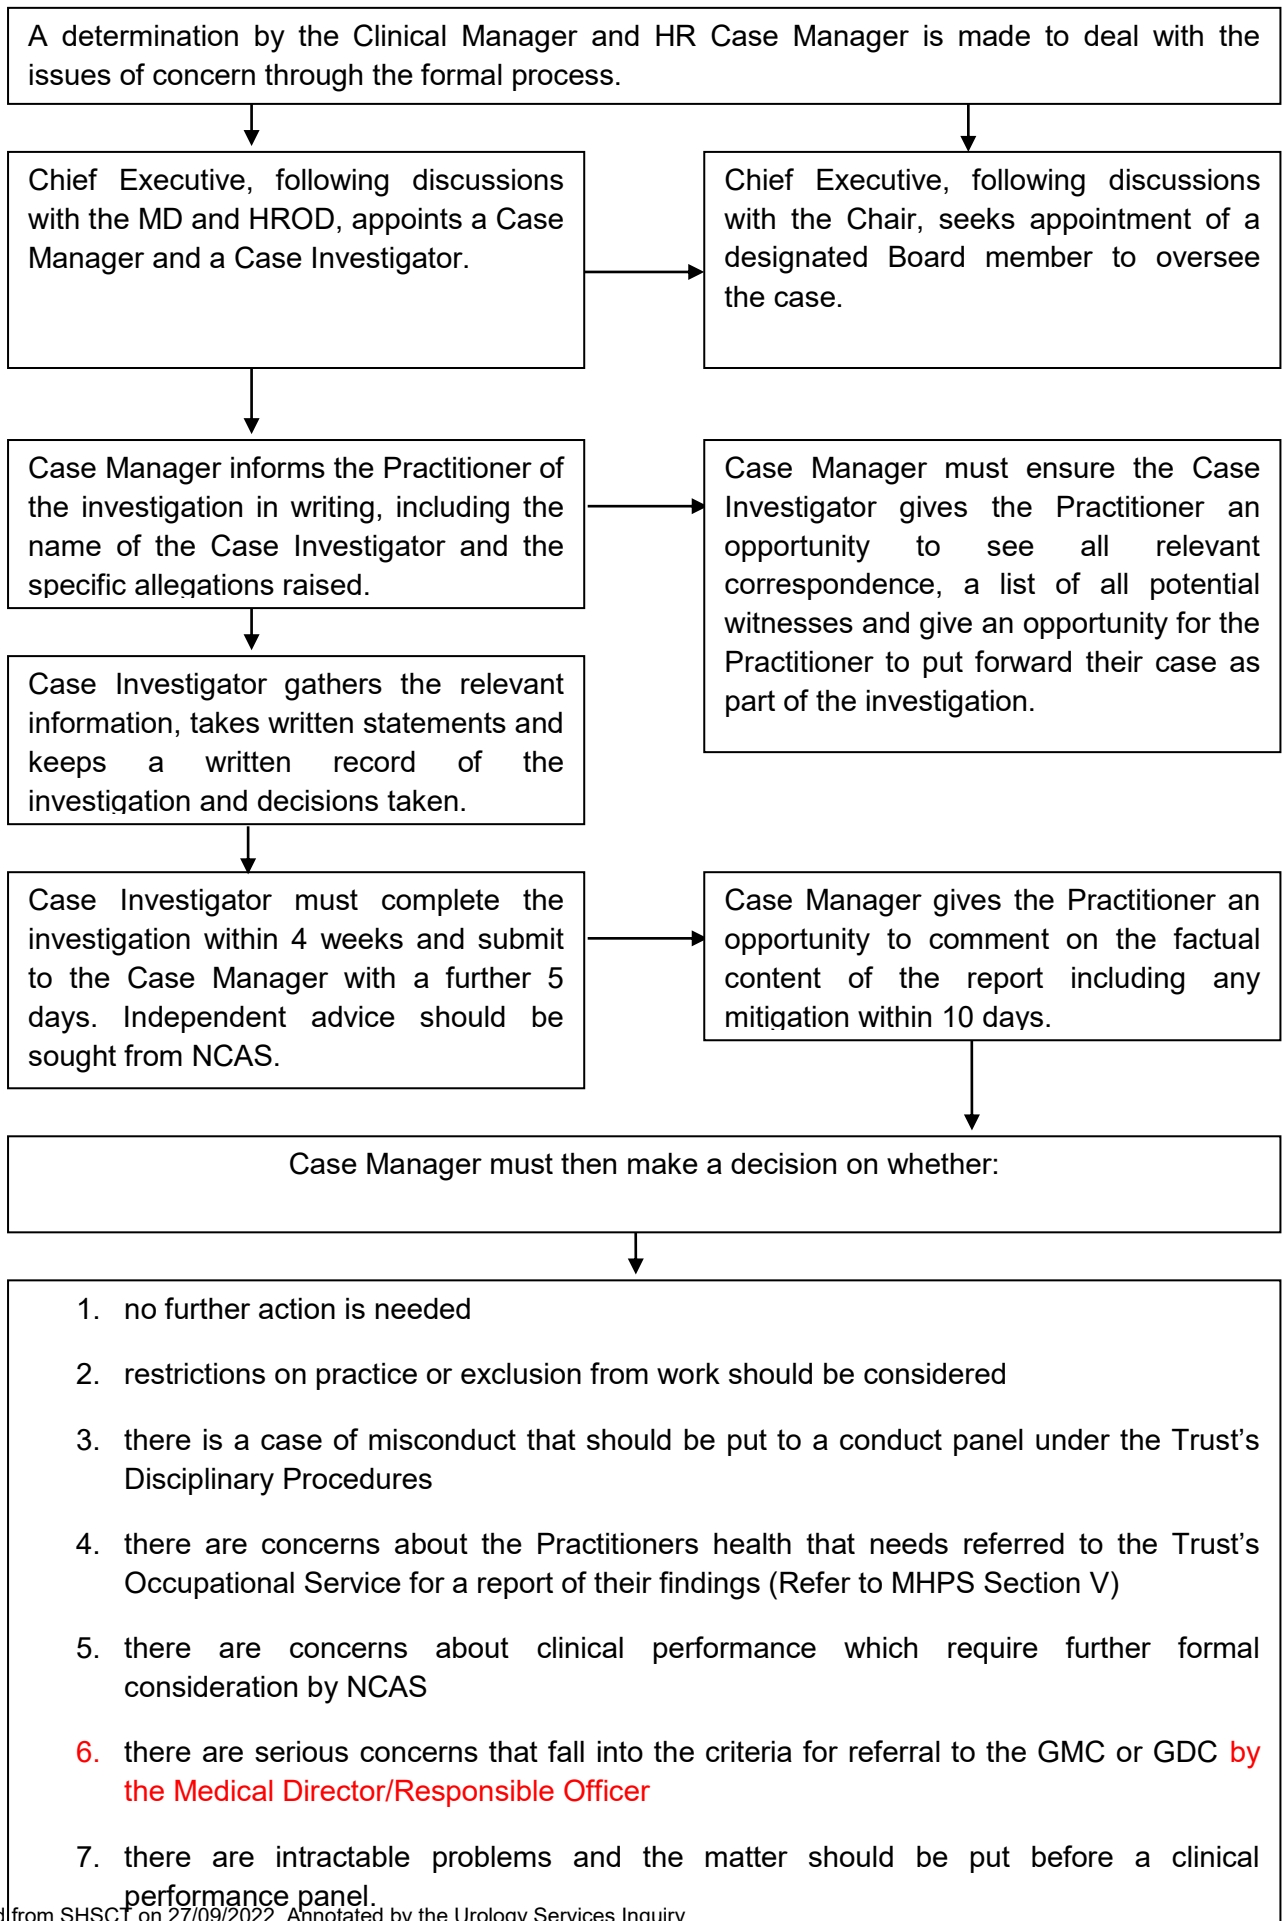 A determination by the Clinical Manager and HR Case Manager is made to deal with the
issues of concern through the formal process.
Chief Executive, following discussions
with the MD and HROD, appoints a Case
Manager and a Case Investigator.
Chief Executive, following discussions
with the Chair, seeks appointment of a
designated Board member to oversee
the case.
Case Manager informs the Practitioner of
the investigation in writing, including the
name of the Case Investigator and the
specific allegations raised.
Case Manager must ensure the Case
Investigator gives the Practitioner an
opportunity to see all relevant
correspondence, a list of all potential
witnesses and give an opportunity for the
Practitioner to put forward their case as
part of the investigation.
Case Investigator gathers the relevant
information, takes written statements and
keeps a written record of the
investigation and decisions taken.
Case Investigator must complete the
investigation within 4 weeks and submit
to the Case Manager with a further 5
days. Independent advice should be
sought from NCAS.
Case Manager gives the Practitioner an
opportunity to comment on the factual
content of the report including any
mitigation within 10 days.
Case Manager must then make a decision on whether:
1. no further action is needed
2. restrictions on practice or exclusion from work should be considered
3. there is a case of misconduct that should be put to a conduct panel under the Trust’s
Disciplinary Procedures
4. there are concerns about the Practitioners health that needs referred to the Trust’s
Occupational Service for a report of their findings (Refer to MHPS Section V)
5. there are concerns about clinical performance which require further formal
consideration by NCAS
6. there are serious concerns that fall into the criteria for referral to the GMC or GDC by
the Medical Director/Responsible Officer
7. there are intractable problems and the matter should be put before a clinical
performance panel.
from SHSCT on 27/09/2022. Annotated by the Urology Services Inquiry